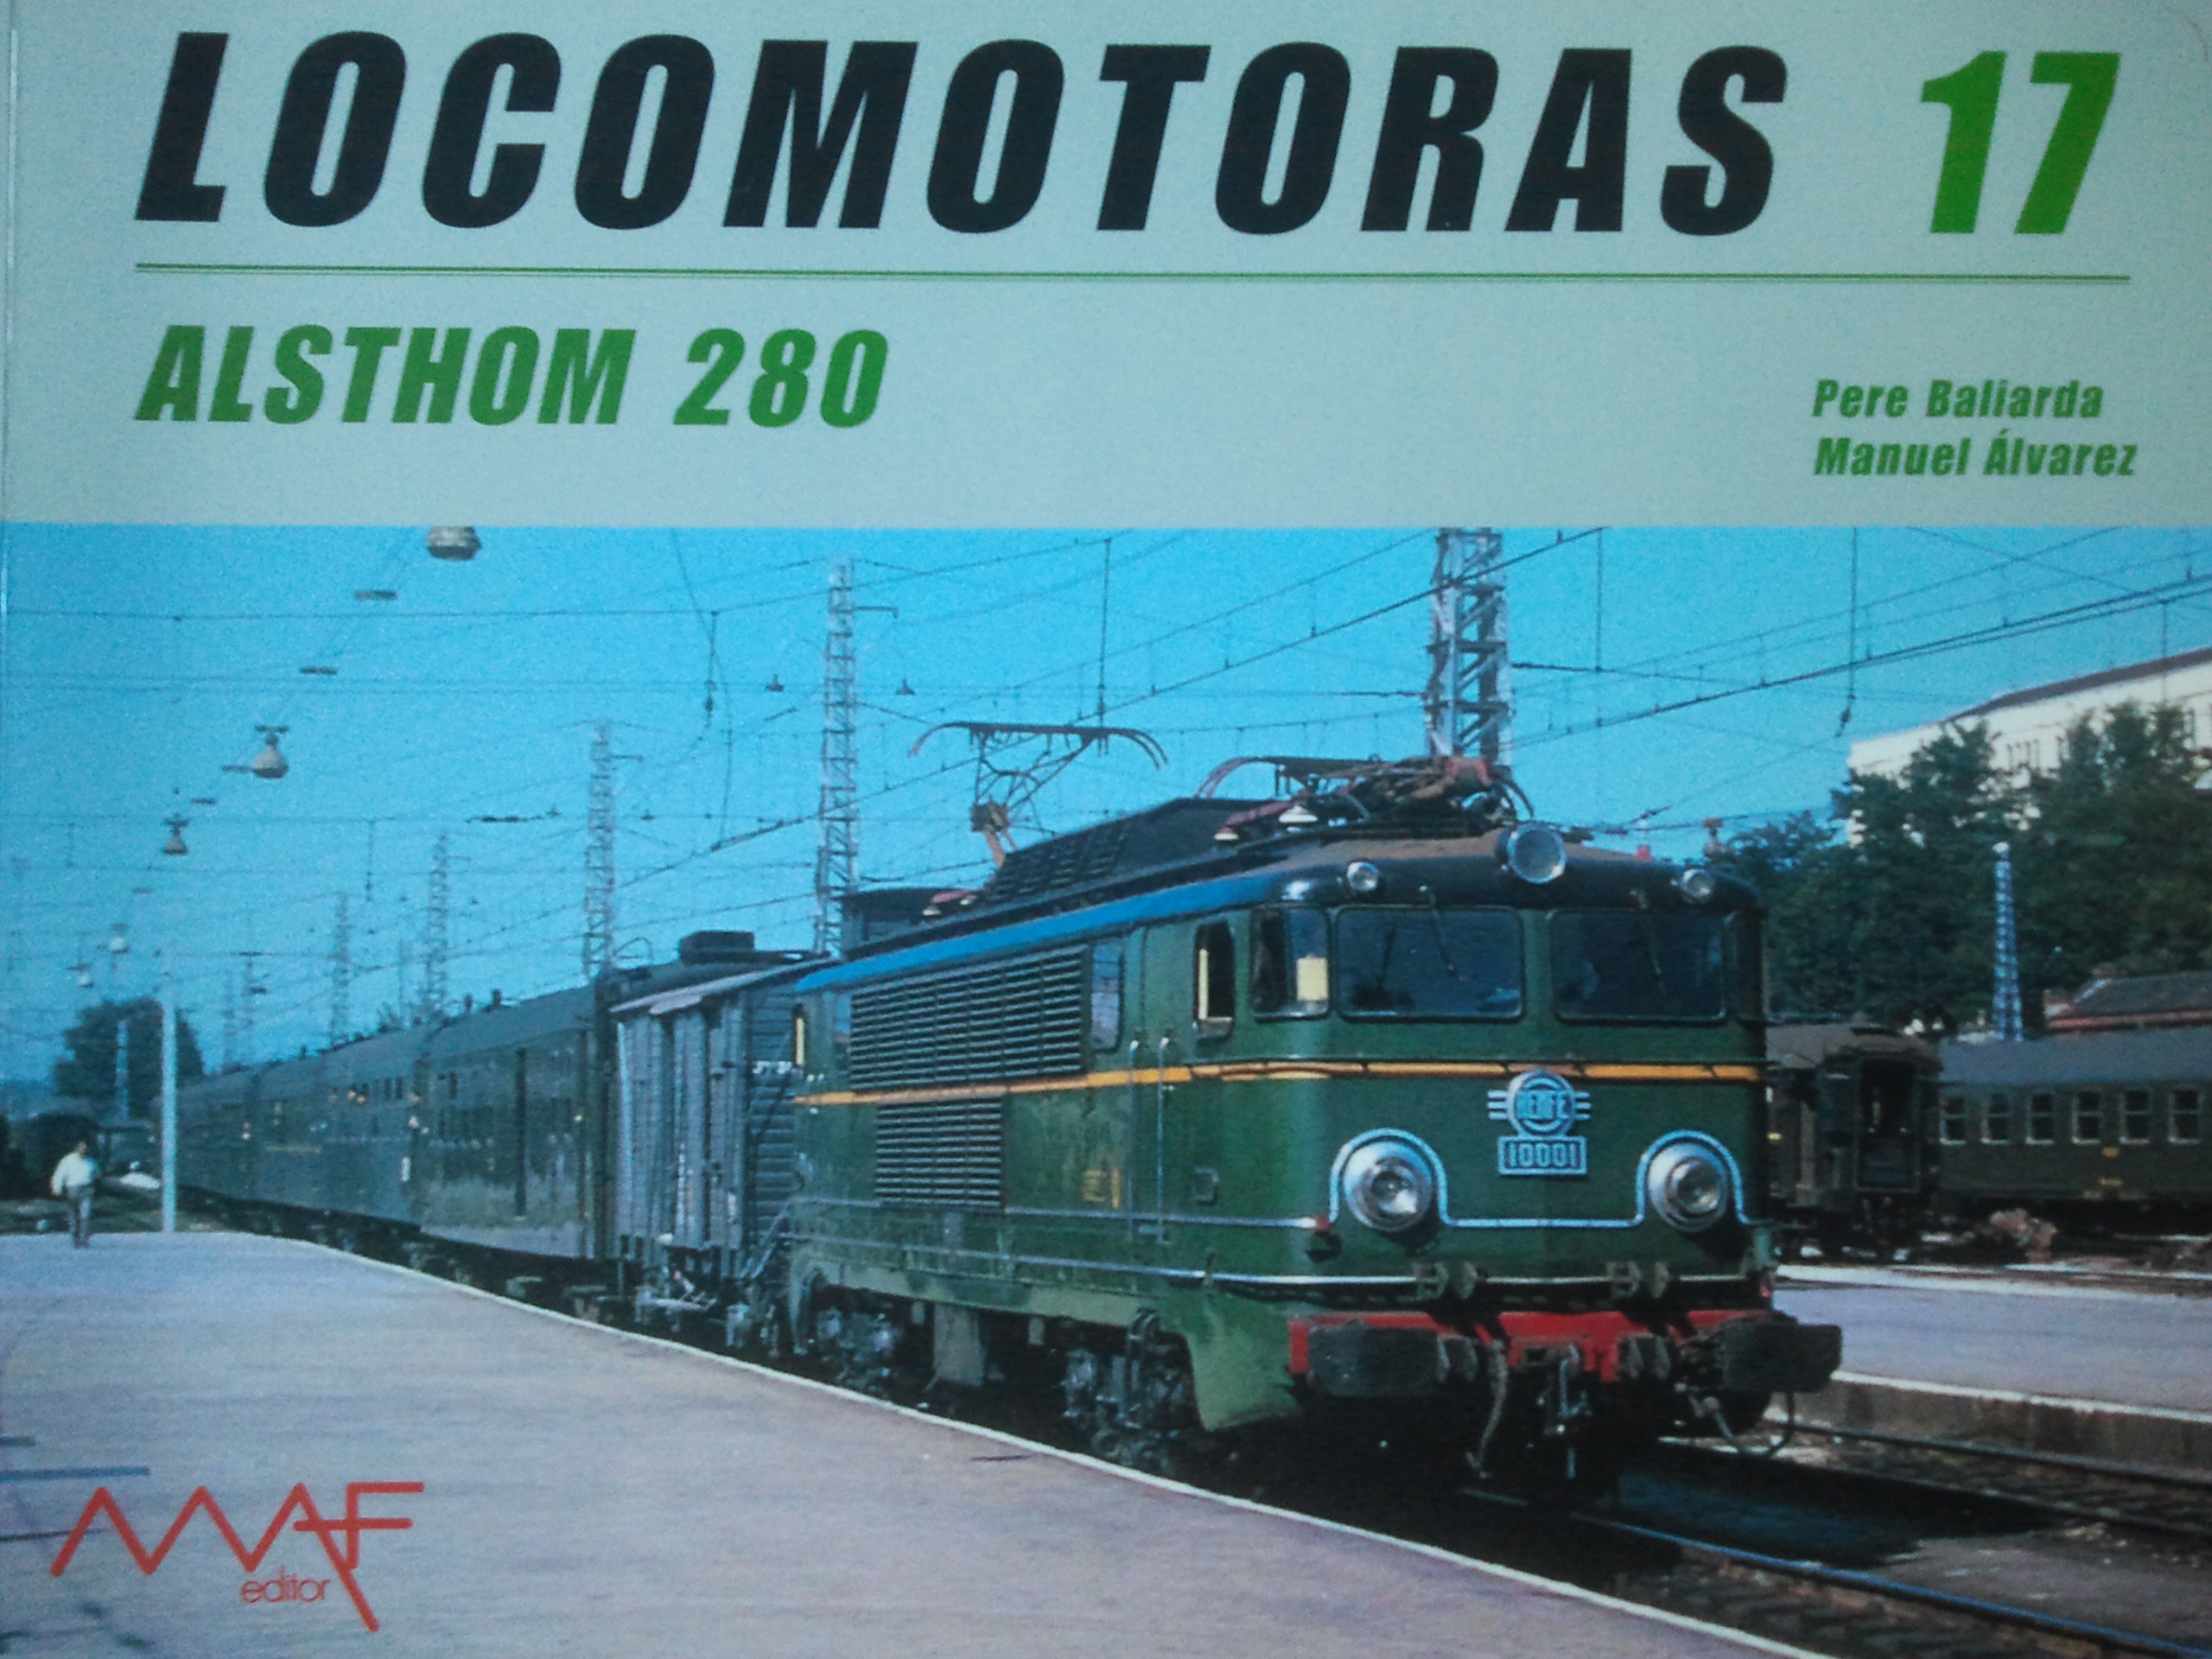 LOCOMOTORAS 17
ALSTHOM 280
Pere Baliarda
Manuel Álvarez
RENFE
10001
MAF
editor